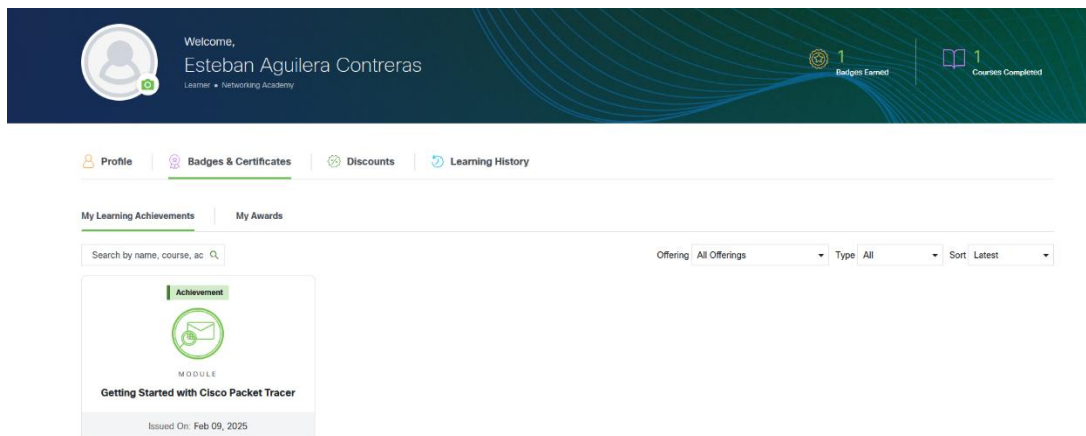 Welcome,
Esteban Aguilera Contreras
Learner • Networking Academy
1
Badges Earned
1
Courses Completed
Profile
Badges & Certificates
Discounts
Learning History
My Learning Achievements
My Awards
Search by name, course, ac
Offering All Offerings
Type All
Sort Latest
Achievement
MODULE
Getting Started with Cisco Packet Tracer
Issued On: Feb 09, 2025